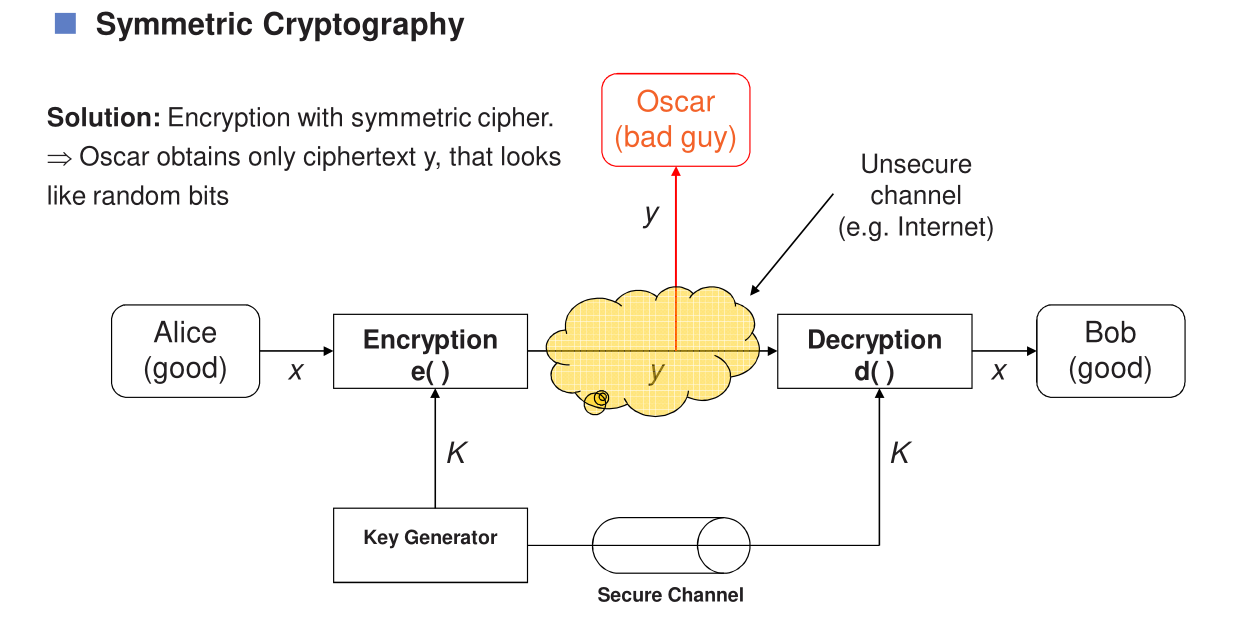 Symmetric Cryptography
Solution: Encryption with symmetric cipher.
⇒ Oscar obtains only ciphertext y, that looks
like random bits
Oscar
(bad guy)
Unsecure
channel
(e.g. Internet)
y
Alice
(good)
x
Encryption
e( )
y
Decryption
d( )
x
Bob
(good)
K
K
Key Generator
Secure Channel